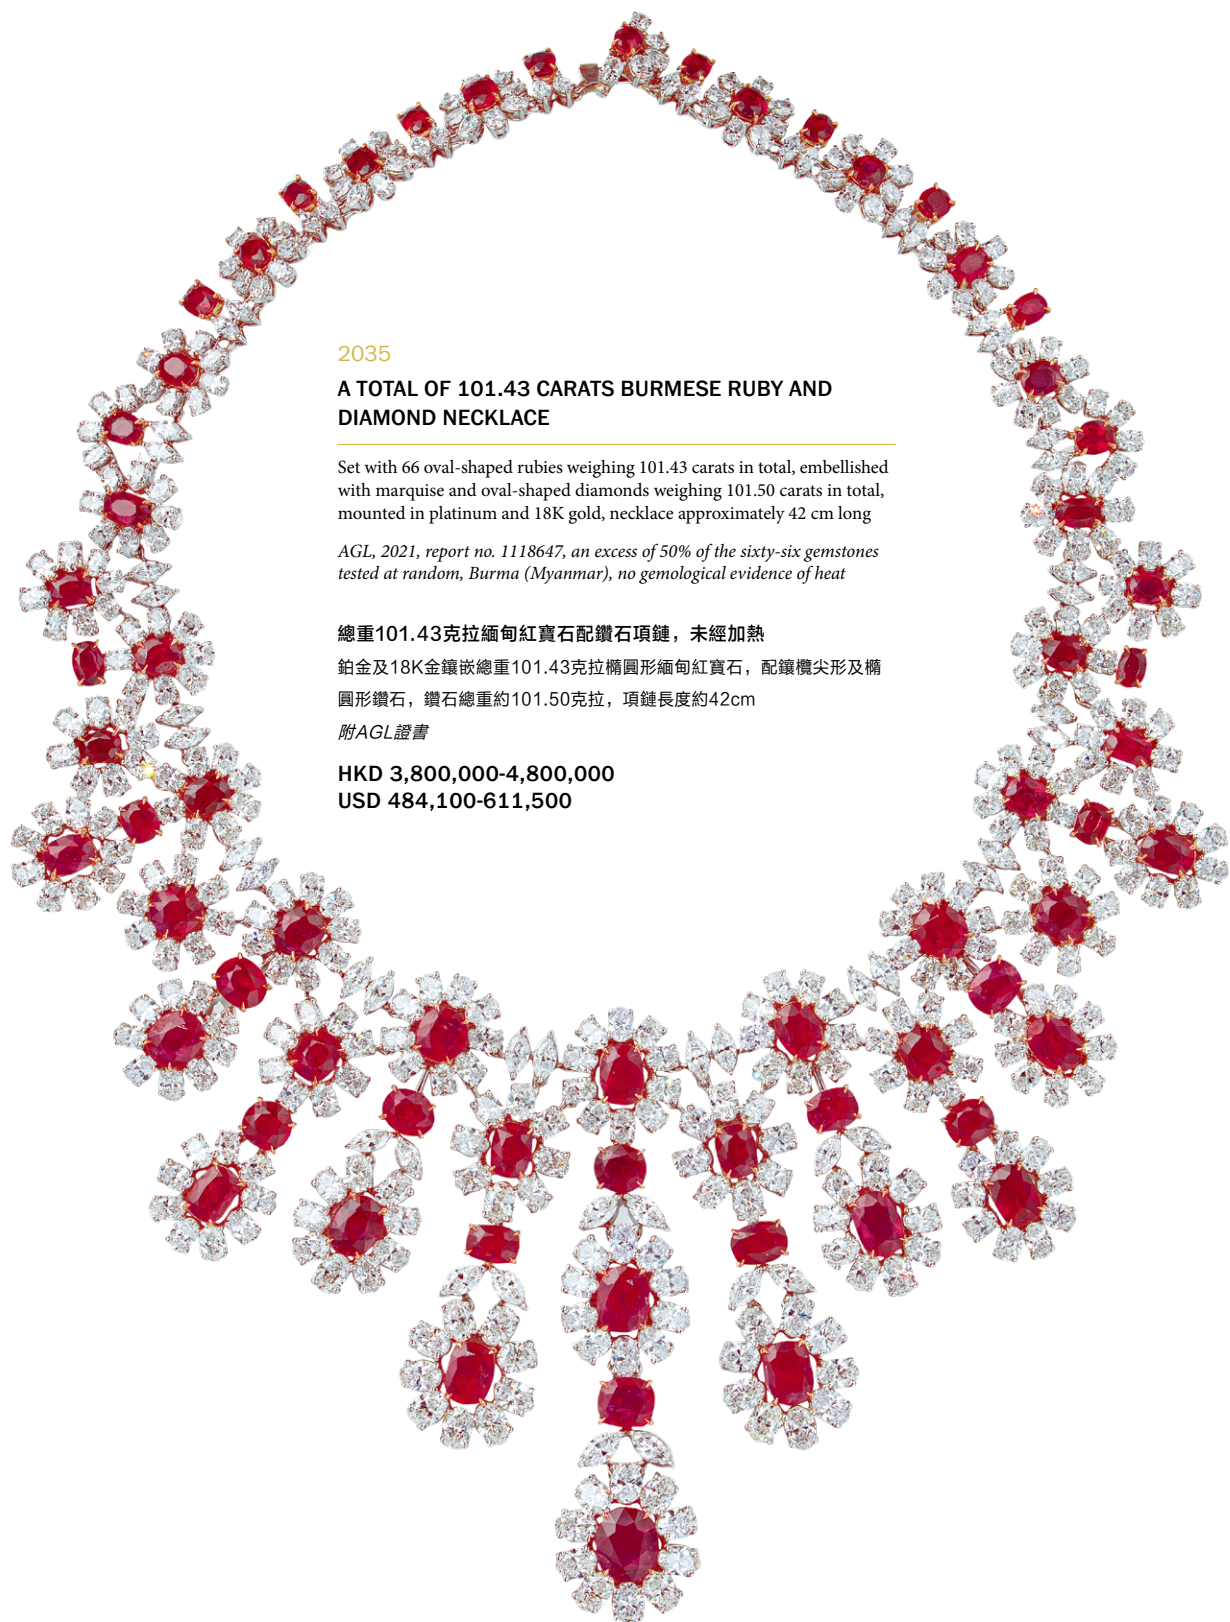 2035
A TOTAL OF 101.43 CARATS BURMESE RUBY AND
DIAMOND NECKLACE
Set with 66 oval-shaped rubies weighing 101.43 carats in total, embellished
with marquise and oval-shaped diamonds weighing 101.50 carats in total,
mounted in platinum and 18K gold, necklace approximately 42 cm long
AGL, 2021, report no. 1118647, an excess of 50% of the sixty-six gemstones
tested at random, Burma (Myanmar), no gemological evidence of heat
總重101.43克拉緬甸紅寶石配鑽石項鏈，未經加熱
鉑金及18K金鑲嵌總重101.43克拉橢圓形緬甸紅寶石，配鑲欖尖形及橢
圓形鑽石，鑽石總重約101.50克拉，項鏈長度約42cm
附AGL證書
HKD 3,800,000-4,800,000
USD 484,100-611,500